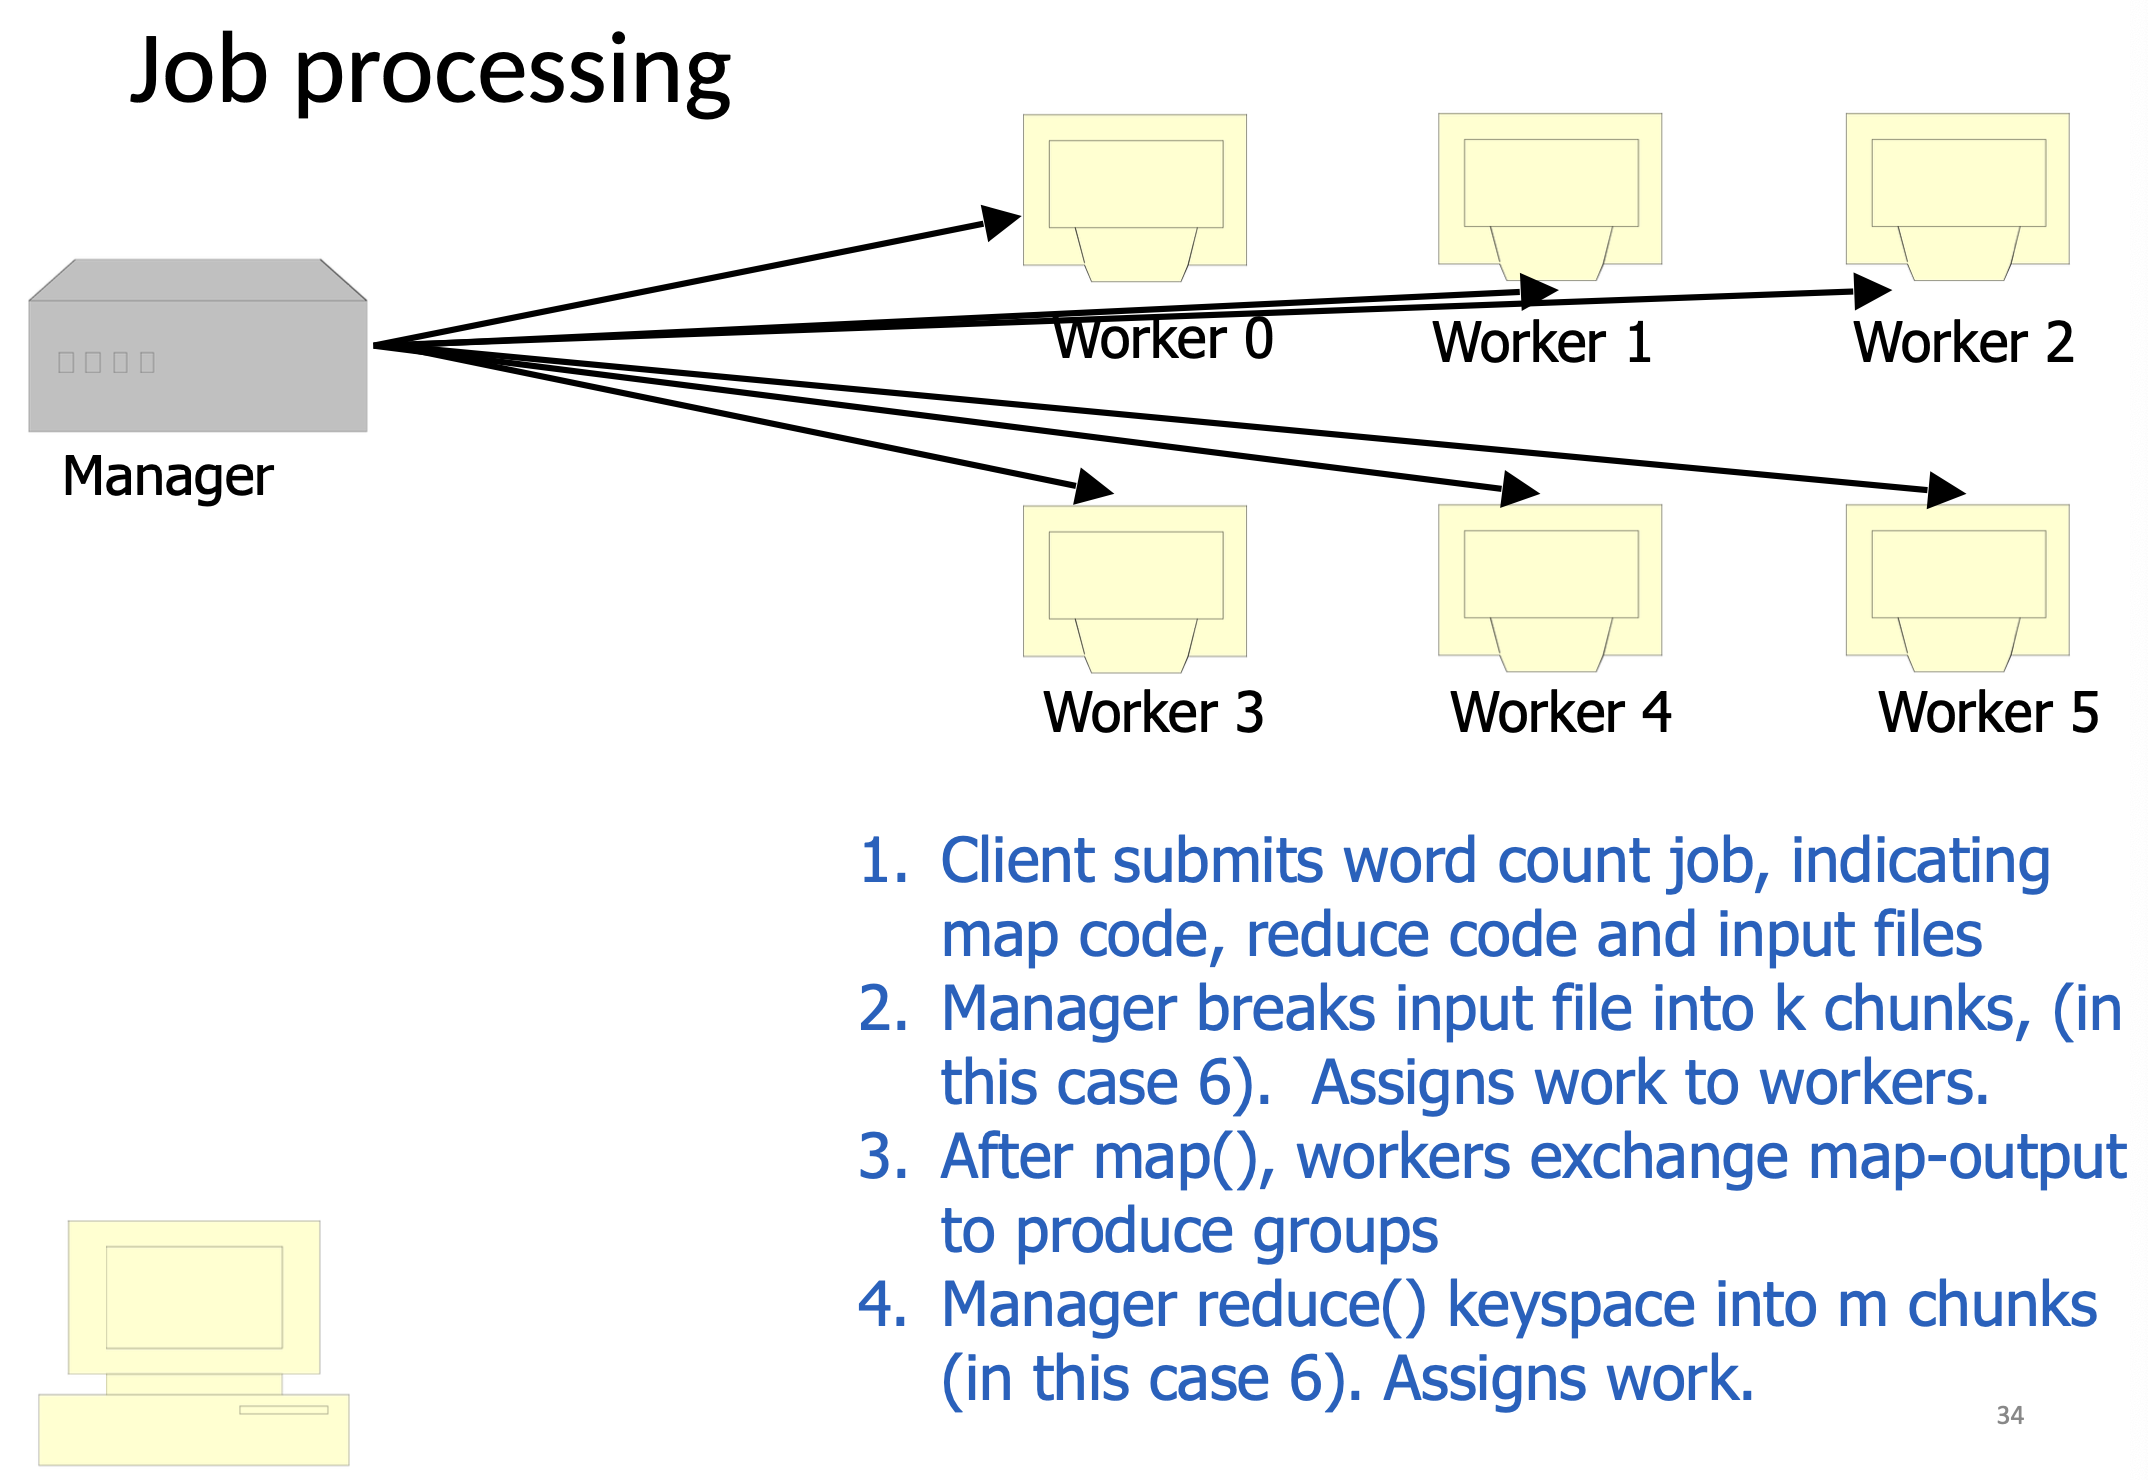 Job processing
Worker 0
Worker 1
Worker 2
Manager
Worker 3
Worker 4
Worker 5
1. Client submits word count job, indicating
map code, reduce code and input files
2. Manager breaks input file into k chunks, (in
this case 6).  Assigns work to workers.
3. After map(), workers exchange map-output
to produce groups
4. Manager reduce() keyspace into m chunks
(in this case 6). Assigns work.
34